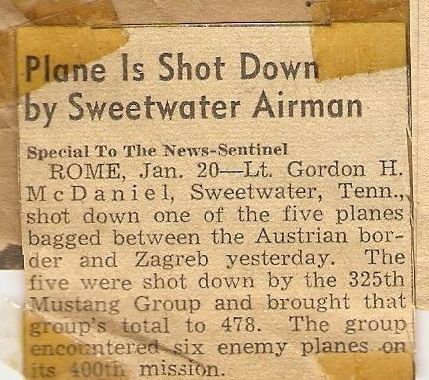 Plane Is Shot Down
by Sweetwater Airman
Special To The News-Sentinel
ROME, Jan. 20—Lt. Gordon H.
McDaniel, Sweetwater, Tenn.,
shot down one of the five planes
bagged between the Austrian bor-
der and Zagreb yesterday. The
five were shot down by the 325th
Mustang Group and brought that
group's total to 478. The group
encountered six enemy planes on
its 400th mission.